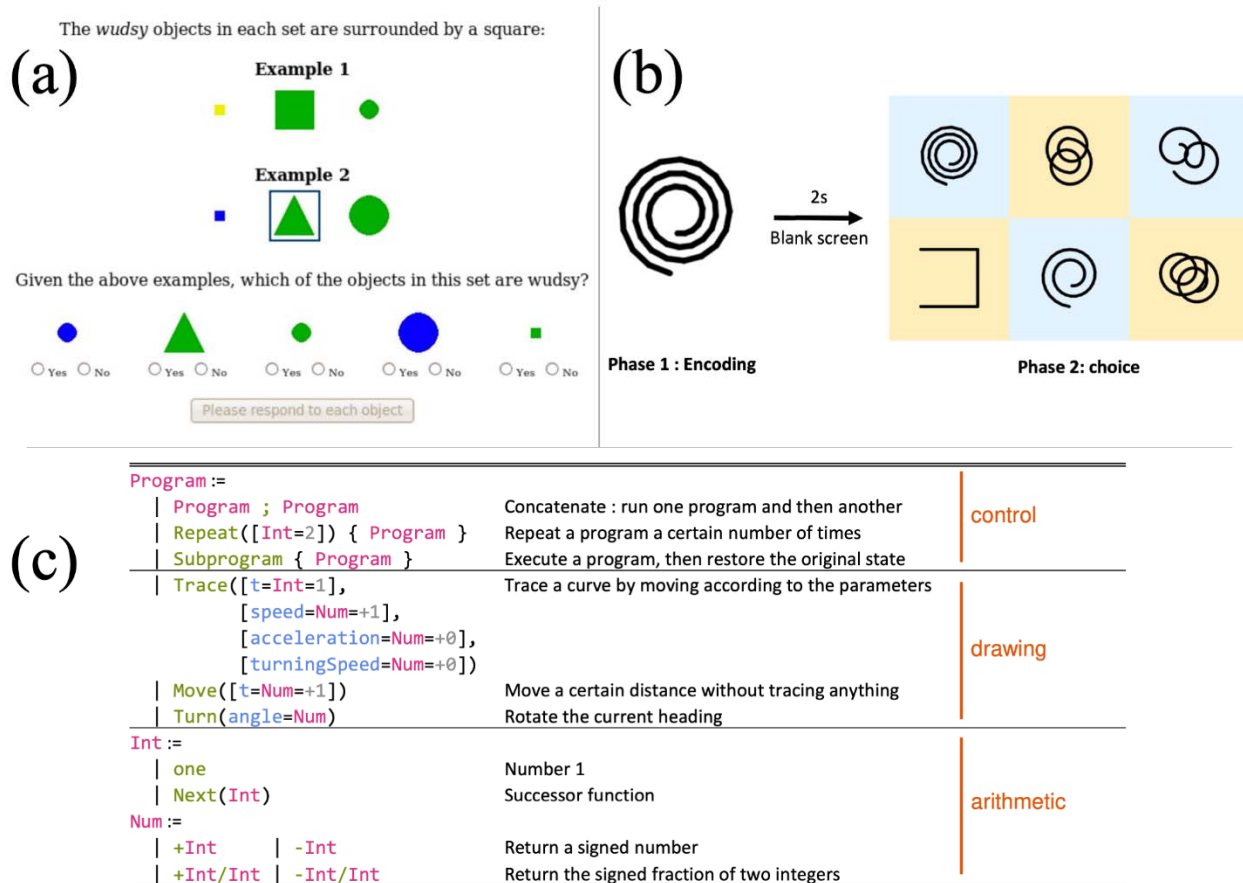 (a)
The wudsy objects in each set are surrounded by a square:
Example 1
Example 2
Given the above examples, which of the objects in this set are wudsy?
Yes No Yes No Yes No Yes No Yes No
Please respond to each object
(b)
2s
Blank screen
Phase 1 : Encoding
Phase 2: choice
(c)
Program :=
| Program ; Program Concatenate : run one program and then another
| Repeat([Int=2]) { Program } Repeat a program a certain number of times
| Subprogram { Program } Execute a program, then restore the original state
control
| Trace([t=Int=1], Trace a curve by moving according to the parameters
[speed=Num=+1],
[acceleration=Num=+0],
[turningSpeed=Num=+0])
| Move([t=Num=+1]) Move a certain distance without tracing anything
| Turn(angle=Num) Rotate the current heading
drawing
Int :=
| one Number 1
| Next(Int) Successor function
Num :=
| +Int | -Int Return a signed number
| +Int/Int | -Int/Int Return the signed fraction of two integers
arithmetic